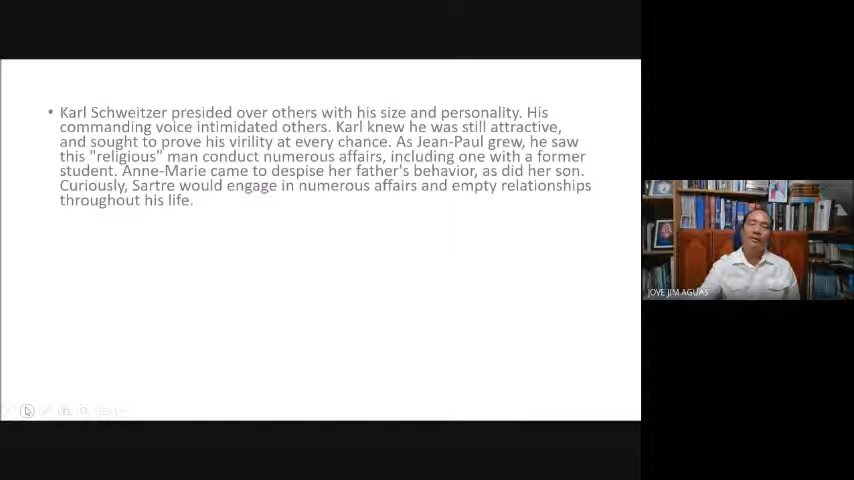 • Karl Schweitzer presided over others with his size and personality. His
commanding voice intimidated others. Karl knew he was still attractive,
and sought to prove his virility at every chance. As Jean-Paul grew, he saw
this "religious" man conduct numerous affairs, including one with a former
student. Anne-Marie came to despise her father's behavior, as did her son.
Curiously, Sartre would engage in numerous affairs and empty relationships
throughout his life.
JOVE JIM AGUAS